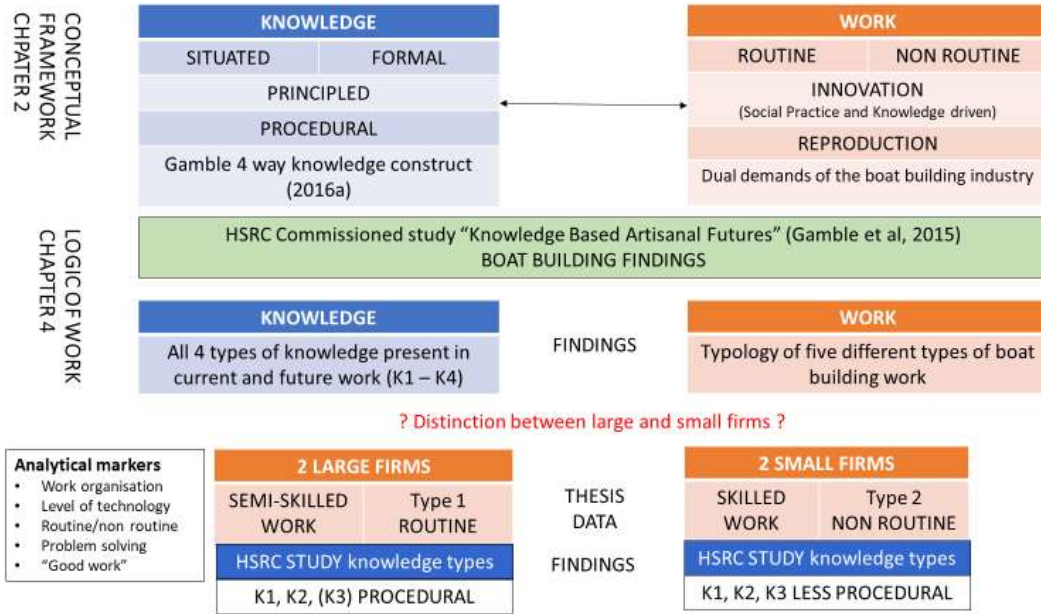 CONCEPTUAL
FRAMEWORK
CHPATER 2
KNOWLEDGE
SITUATED FORMAL
PRINCIPLED
PROCEDURAL
Gamble 4 way knowledge construct
(2016a)
WORK
ROUTINE NON ROUTINE
INNOVATION
(Social Practice and Knowledge driven)
REPRODUCTION
Dual demands of the boat building industry
LOGIC OF WORK
CHAPTER 4
HSRC Commissioned study “Knowledge Based Artisanal Futures” (Gamble et al, 2015)
BOAT BUILDING FINDINGS
KNOWLEDGE
All 4 types of knowledge present in
current and future work (K1 – K4)
FINDINGS
WORK
Typology of five different types of boat
building work
? Distinction between large and small firms ?
Analytical markers
• Work organisation
• Level of technology
• Routine/non routine
• Problem solving
• “Good work”
2 LARGE FIRMS
SEMI-SKILLED Type 1
WORK ROUTINE
HSRC STUDY knowledge types
K1, K2, (K3) PROCEDURAL
THESIS
DATA
FINDINGS
2 SMALL FIRMS
SKILLED Type 2
WORK NON ROUTINE
HSRC STUDY knowledge types
K1, K2, K3 LESS PROCEDURAL